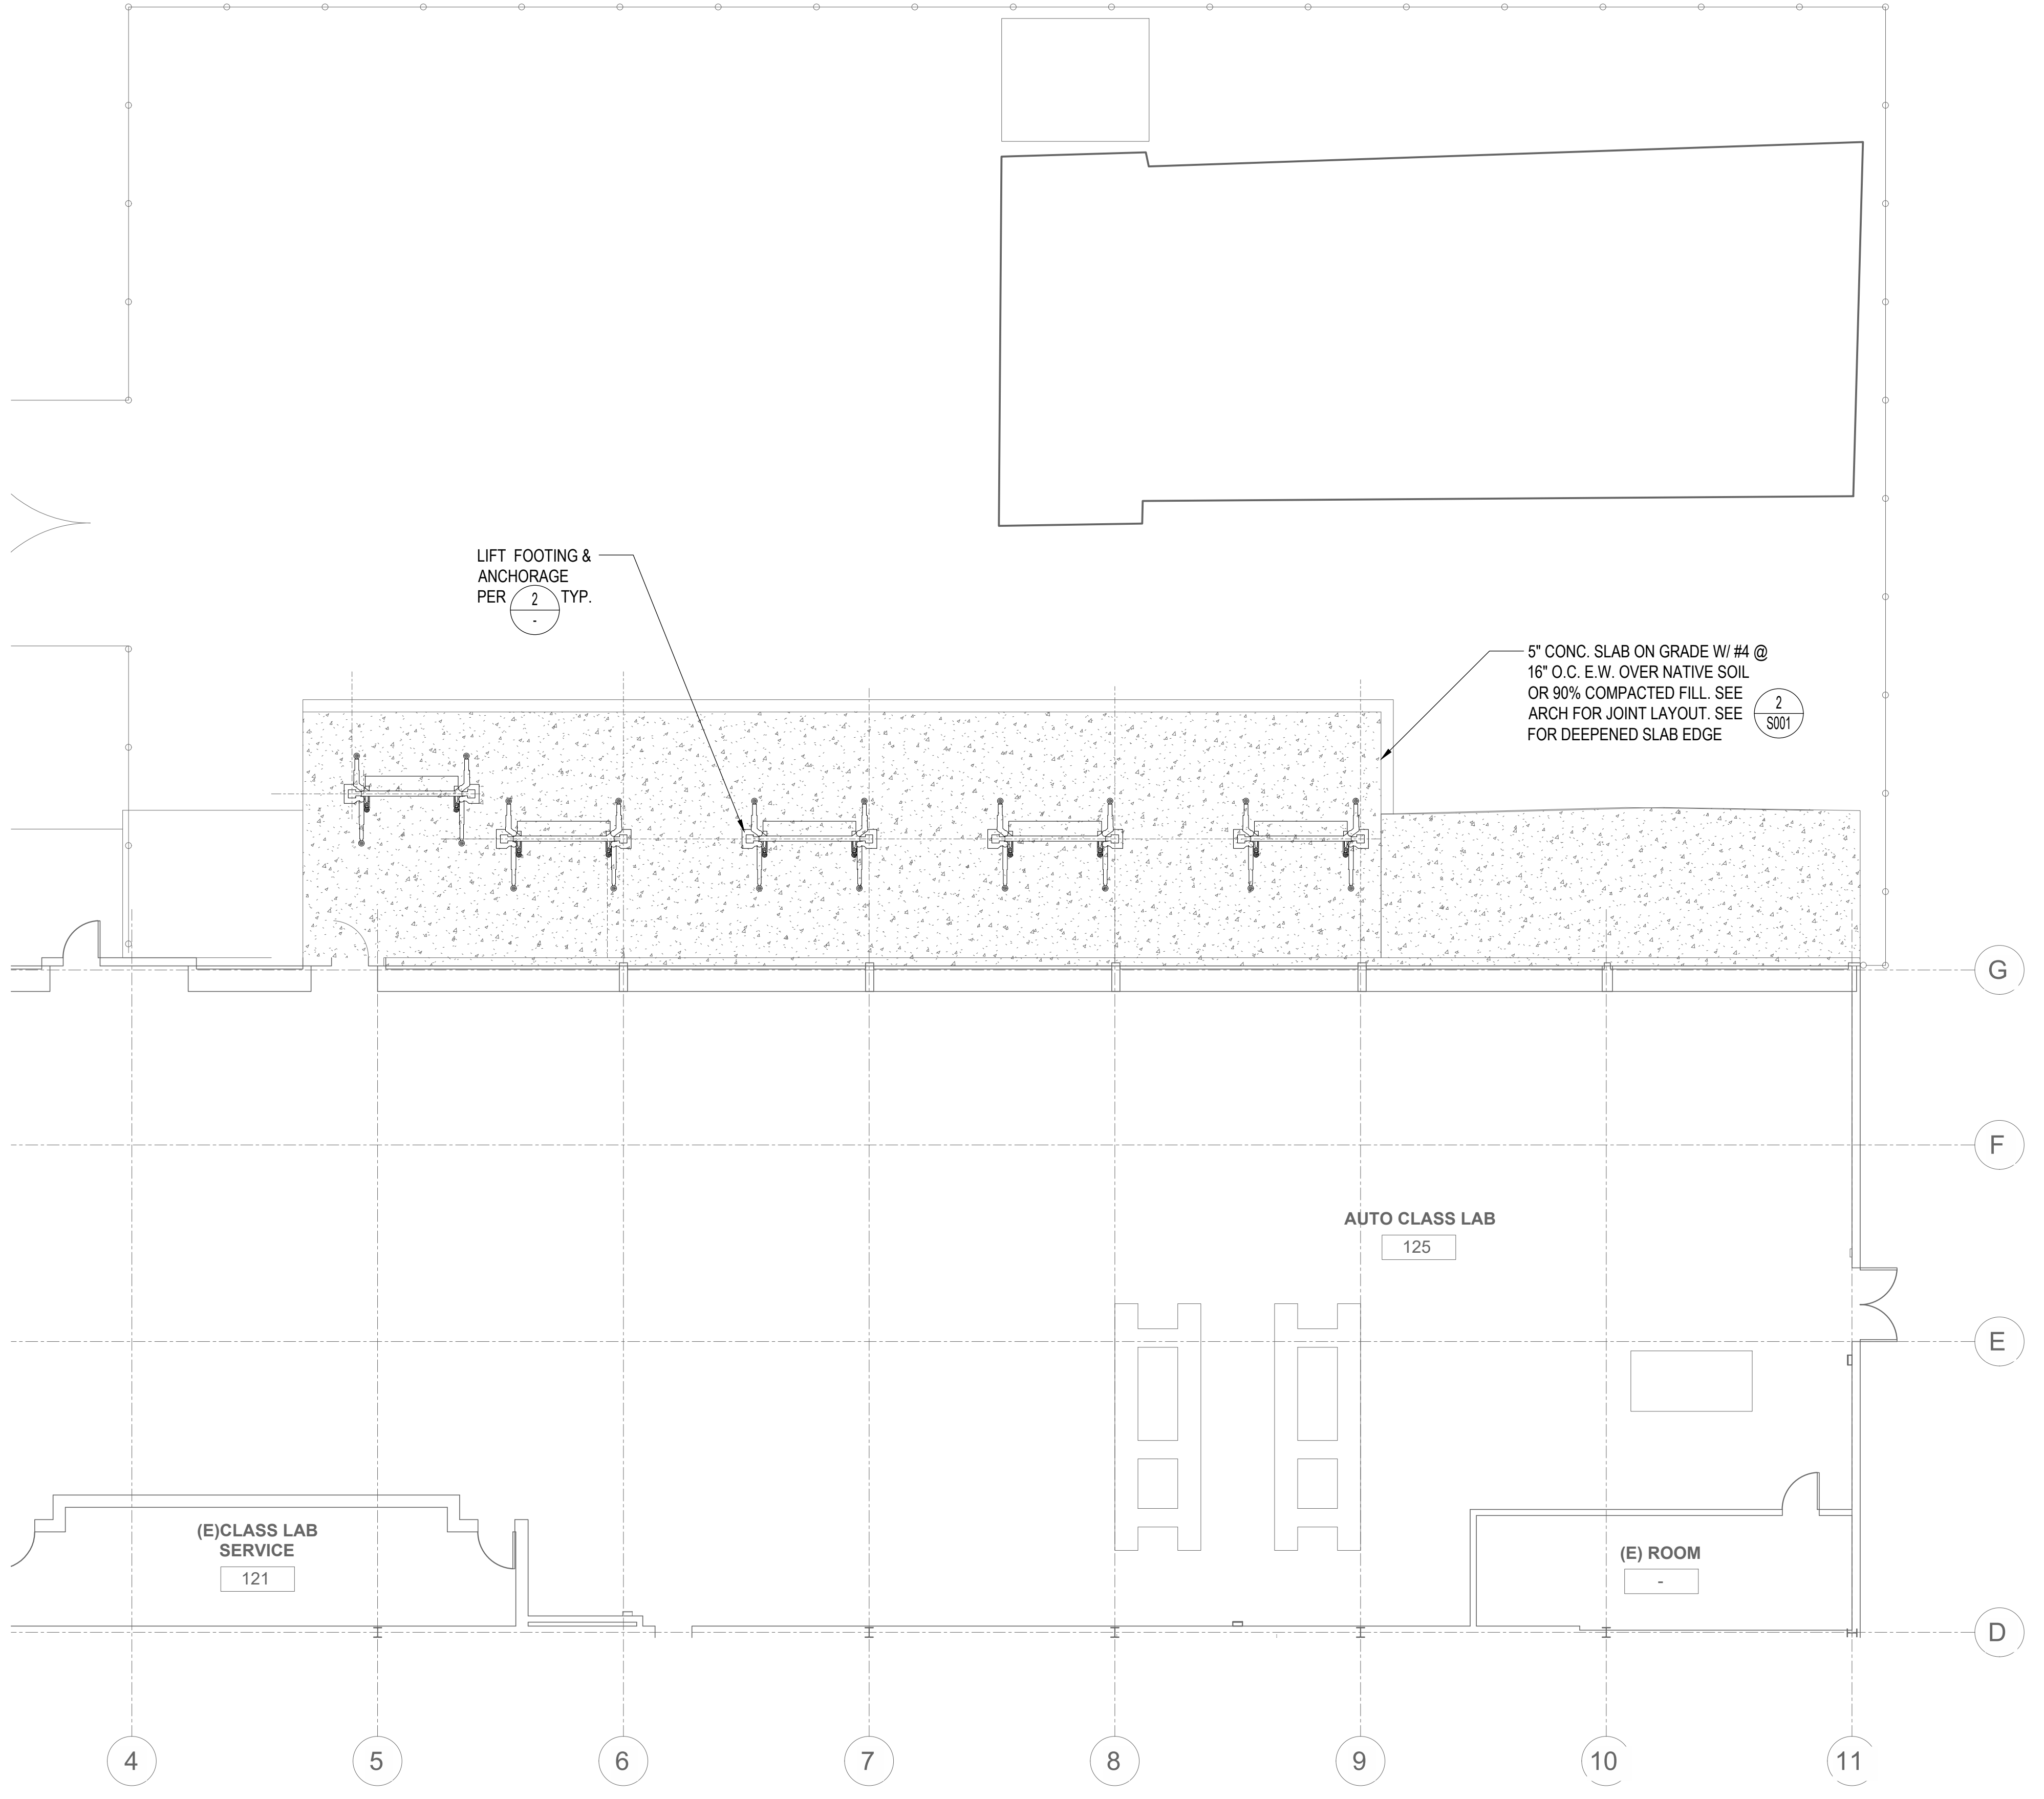 LIFT FOOTING &
ANCHORAGE
PER 2 TYP.
-
5" CONC. SLAB ON GRADE W/ #4 @
16" O.C. E.W. OVER NATIVE SOIL
OR 90% COMPACTED FILL. SEE
ARCH FOR JOINT LAYOUT. SEE 2
S001
FOR DEEPENED SLAB EDGE
G
F
AUTO CLASS LAB
125
E
(E)CLASS LAB
SERVICE
121
(E) ROOM
-
D
4 5 6 7 8 9 10 11